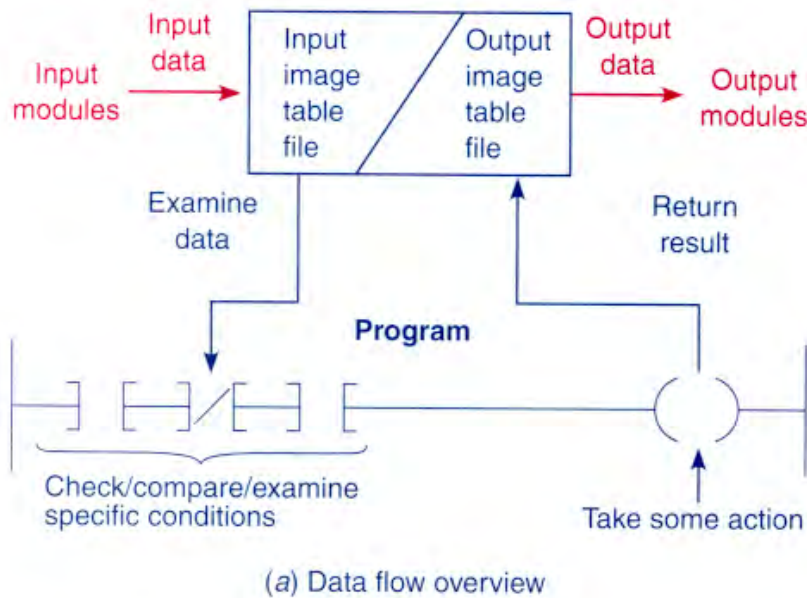 Input
data
Input
modules
Input
image
table
file
Output
image
table
file
Output
data
Output
modules
Examine
data
Return
result
Program
Check/compare/examine
specific conditions
Take some action
(a) Data flow overview